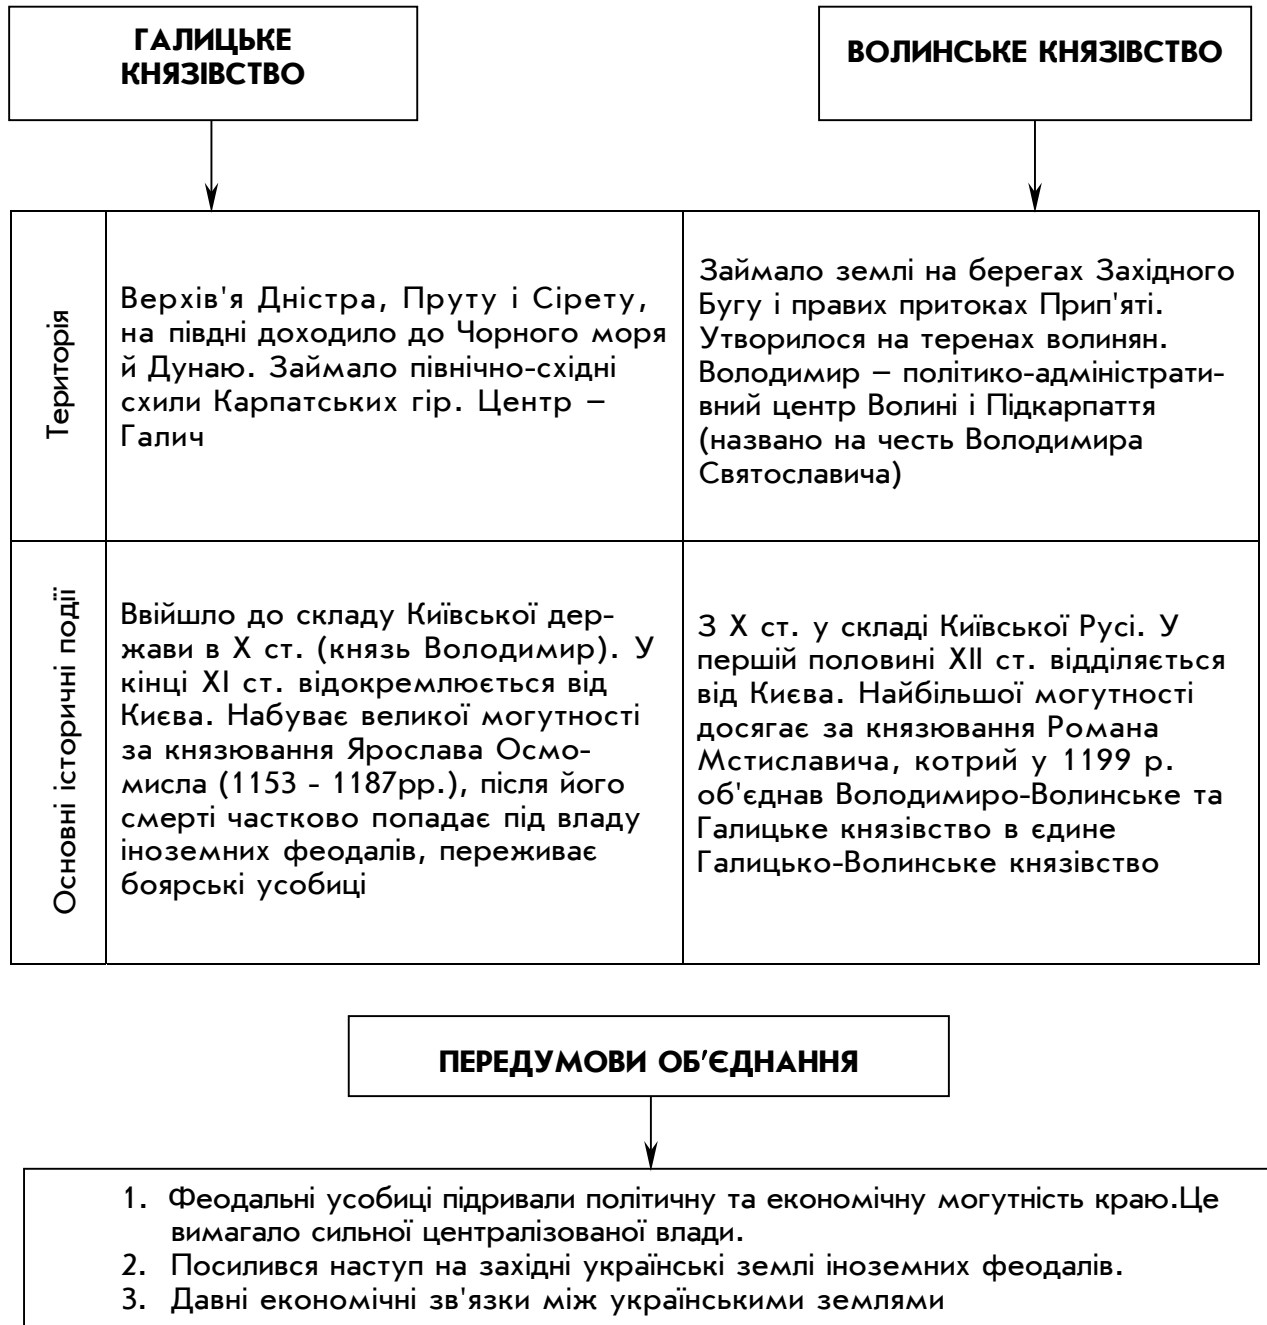 ГАЛИЦЬКЕ
КНЯЗІВСТВО
ВОЛИНСЬКЕ КНЯЗІВСТВО
Територія
Верхів'я Дністра, Пруту і Сірету,
на півдні доходило до Чорного моря
й Дунаю. Займало північно-східні
схили Карпатських гір. Центр –
Галич
Займало землі на берегах Західного
Бугу і правих притоках Прип'яті.
Утворилося на теренах волинян.
Володимир – політико-адміністрати-
вний центр Волині і Підкарпаття
(названо на честь Володимира
Святославича)
Основні історичні події
Ввійшло до складу Київської дер-
жави в X ст. (князь Володимир). У
кінці XI ст. відокремлюється від
Києва. Набуває великої могутності
за князювання Ярослава Осмо-
мисла (1153 - 1187рр.), після його
смерті частково попадає під владу
іноземних феодалів, переживає
боярські усобиці
З X ст. у складі Київської Русі. У
першій половині XII ст. відділяється
від Києва. Найбільшої могутності
досягає за князювання Романа
Мстиславича, котрий у 1199 р.
об'єднав Володимиро-Волинське та
Галицьке князівство в єдине
Галицько-Волинське князівство
ПЕРЕДУМОВИ ОБ'ЄДНАННЯ
1. Феодальні усобиці підривали політичну та економічну могутність краю.Це
вимагало сильної централізованої влади.
2. Посилився наступ на західні українські землі іноземних феодалів.
3. Давні економічні зв'язки між українськими землями